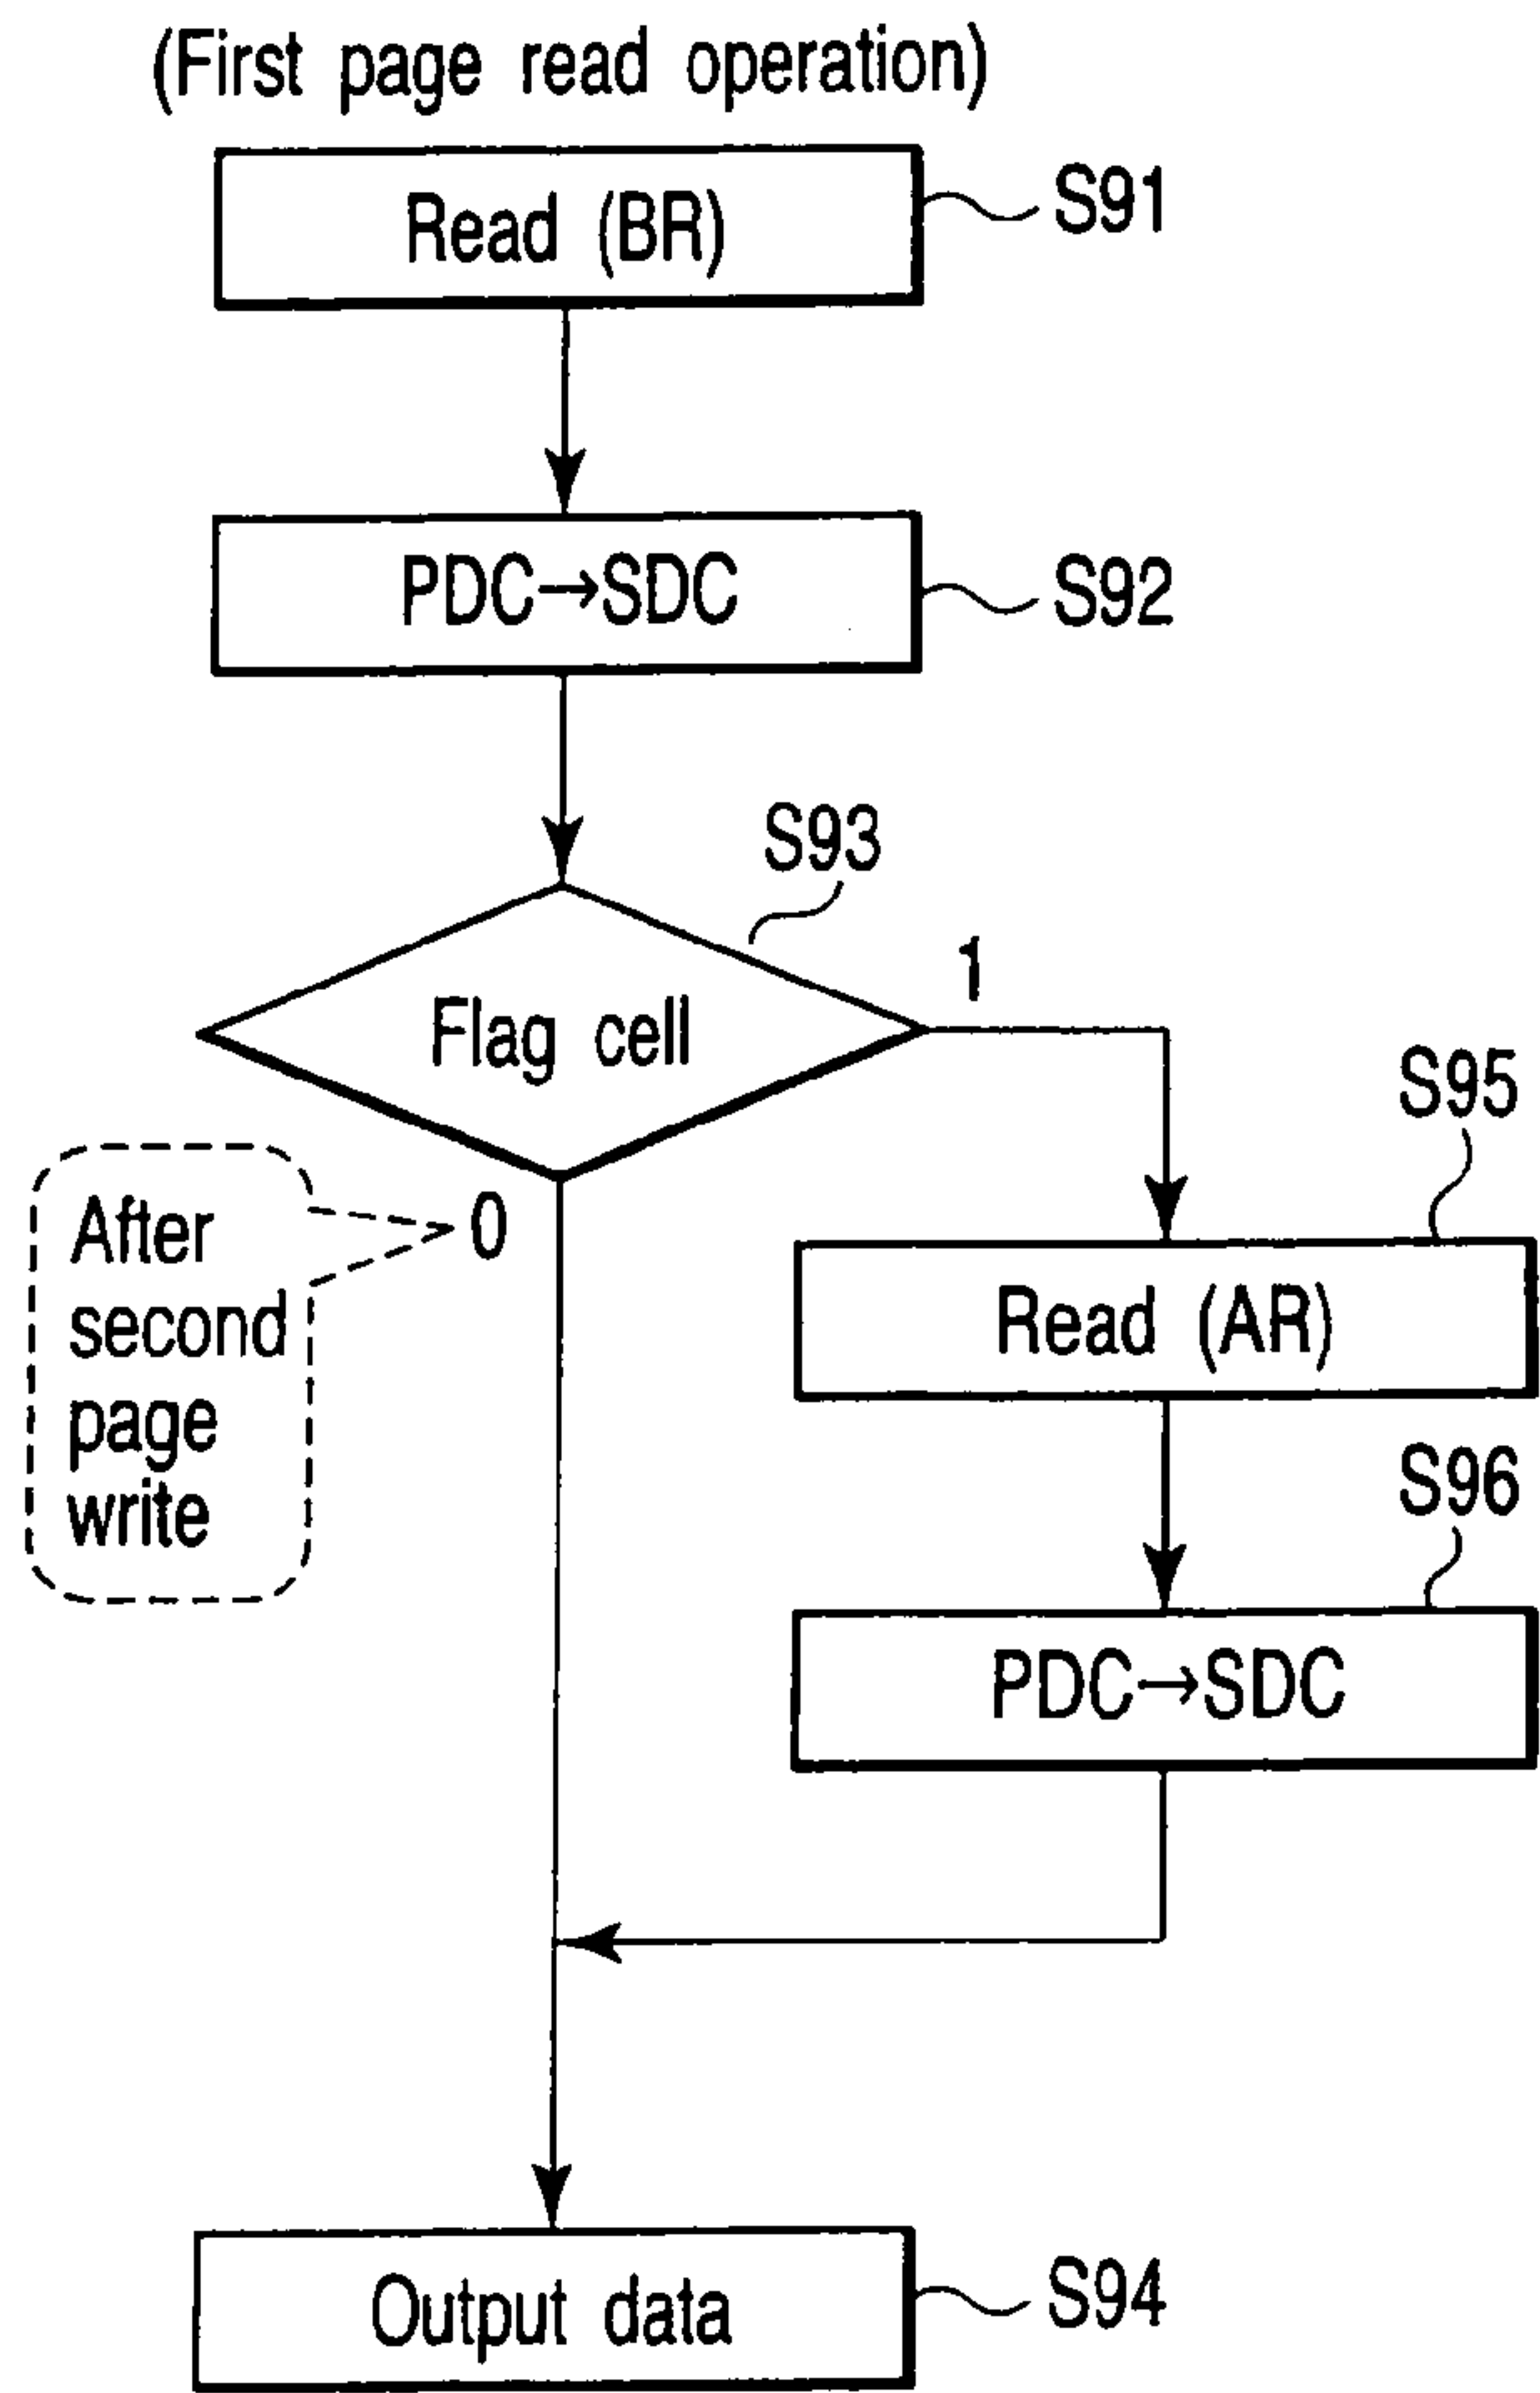 (First page read operation)
Read (BR)
S91
PDC→SDC
S92
S93
Flag cell
1
0
After
second
page
write
S95
Read (AR)
S96
PDC→SDC
Output data
S94